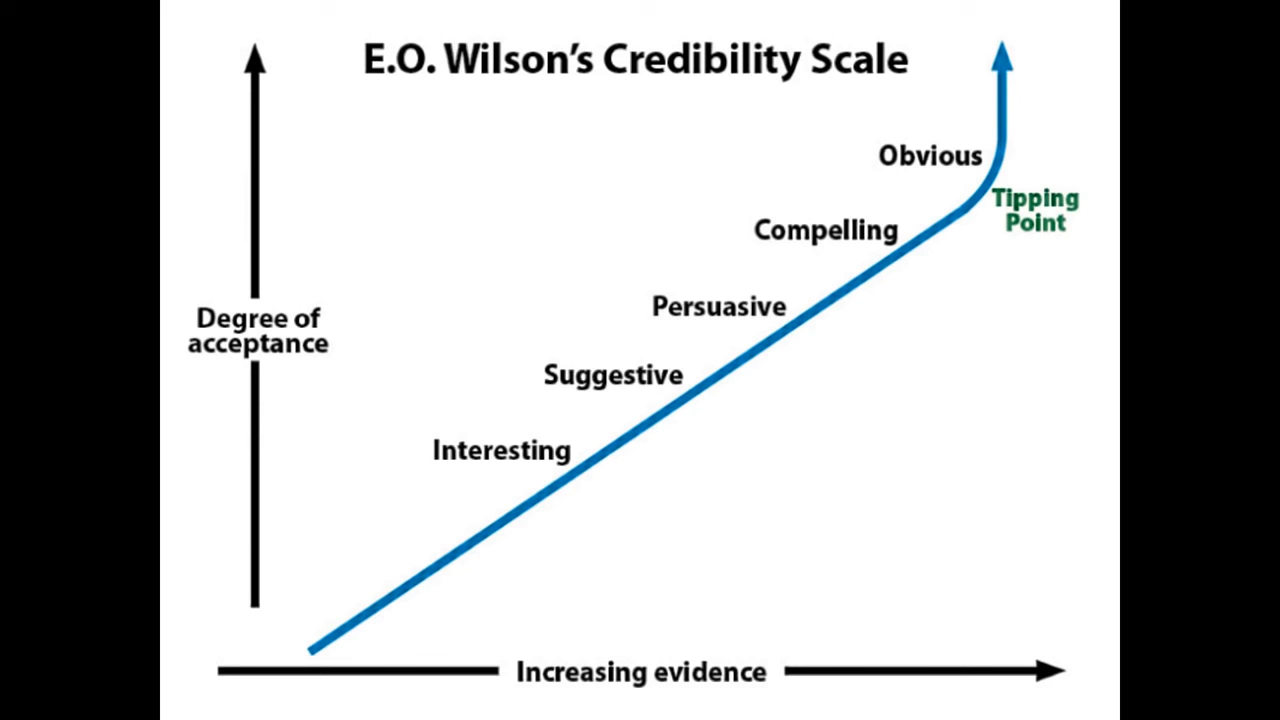 E.O. Wilson's Credibility Scale
Obvious
Tipping
Point
Compelling
Persuasive
Degree of
acceptance
Suggestive
Interesting
Increasing evidence